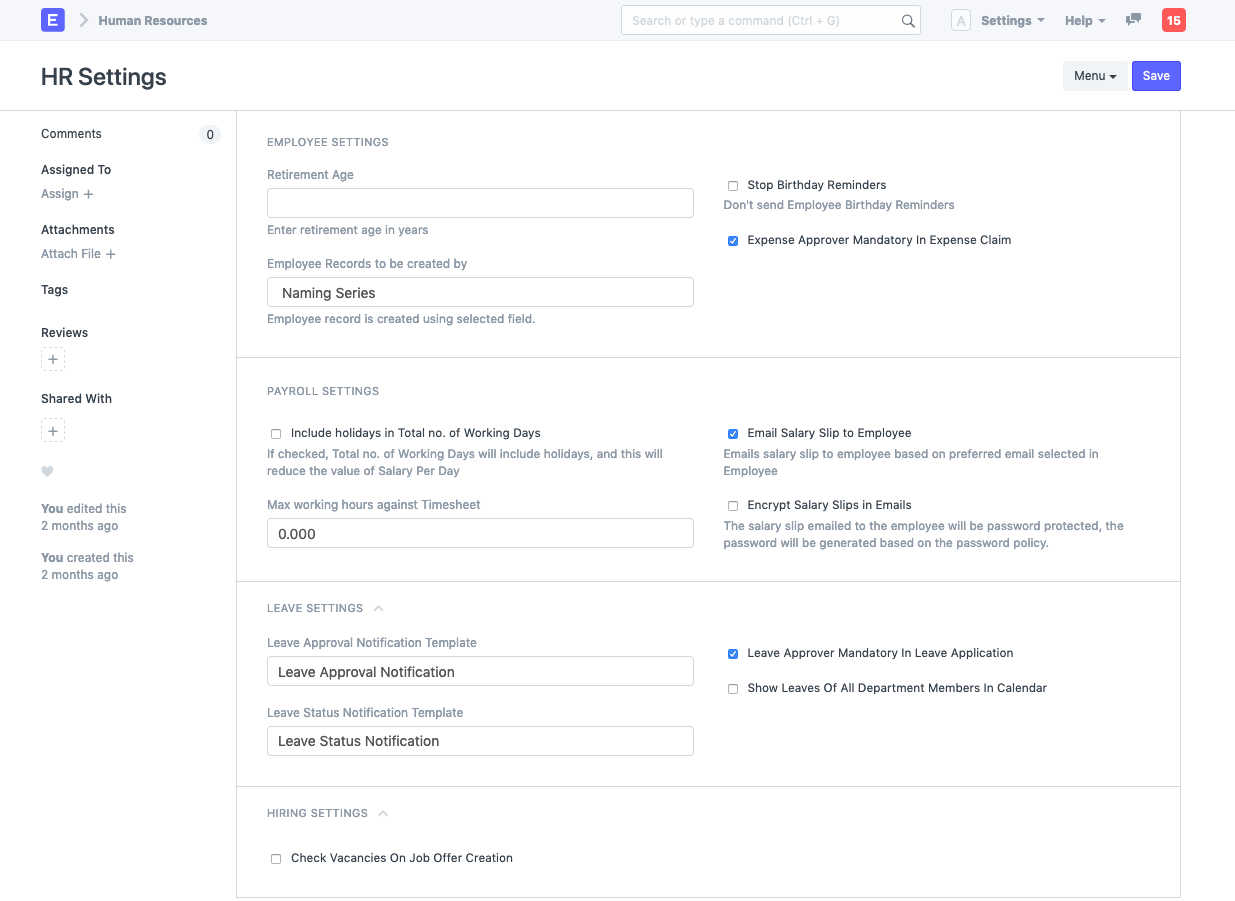 E Human Resources Search or type a command (Ctrl + G) A Settings Help 15
HR Settings Menu Save
Comments 0
Assigned To
Assign +
Attachments
Attach File +
Tags
Reviews
+
Shared With
+
You edited this
2 months ago
You created this
2 months ago
EMPLOYEE SETTINGS
Retirement Age
Enter retirement age in years
Employee Records to be created by
Naming Series
Employee record is created using selected field.
Stop Birthday Reminders
Don't send Employee Birthday Reminders
Expense Approver Mandatory In Expense Claim
PAYROLL SETTINGS
Include holidays in Total no. of Working Days
If checked, Total no. of Working Days will include holidays, and this will
reduce the value of Salary Per Day
Max working hours against Timesheet
0.000
Email Salary Slip to Employee
Emails salary slip to employee based on preferred email selected in
Employee
Encrypt Salary Slips in Emails
The salary slip emailed to the employee will be password protected, the
password will be generated based on the password policy.
LEAVE SETTINGS
Leave Approval Notification Template
Leave Approval Notification
Leave Status Notification Template
Leave Status Notification
Leave Approver Mandatory In Leave Application
Show Leaves Of All Department Members In Calendar
HIRING SETTINGS
Check Vacancies On Job Offer Creation